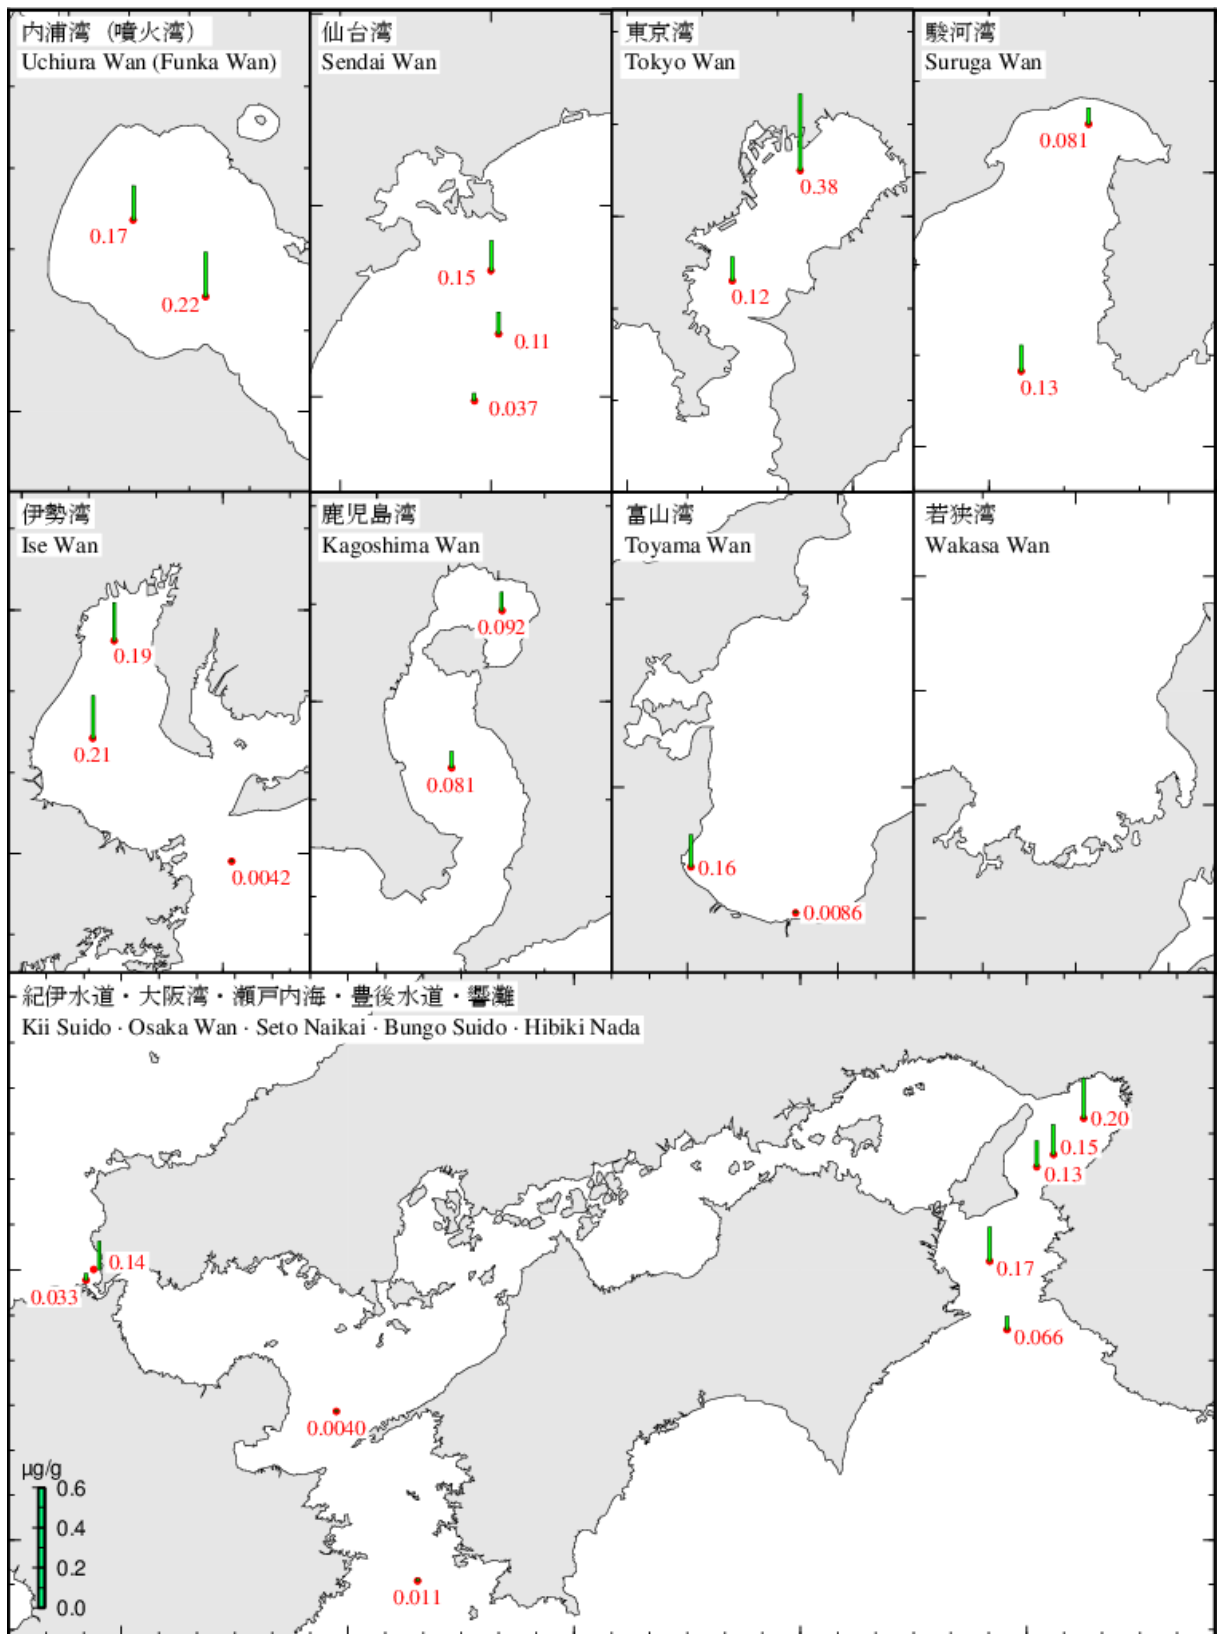 内浦湾（噴火湾）
Uchiura Wan (Funka Wan)
0.17
0.22
仙台湾
Sendai Wan
0.15
0.11
0.037
東京湾
Tokyo Wan
0.38
0.12
駿河湾
Suruga Wan
0.081
0.13
伊勢湾
Ise Wan
0.19
0.21
0.0042
鹿児島湾
Kagoshima Wan
0.092
0.081
富山湾
Toyama Wan
0.16
0.0086
若狭湾
Wakasa Wan
紀伊水道・大阪湾・瀬戸内海・豊後水道・響灘
Kii Suido · Osaka Wan · Seto Naikai · Bungo Suido · Hibiki Nada
0.20
0.15
0.13
0.14
0.17
0.033
0.066
0.0040
0.011
µg/g
0.6
0.4
0.2
0.0